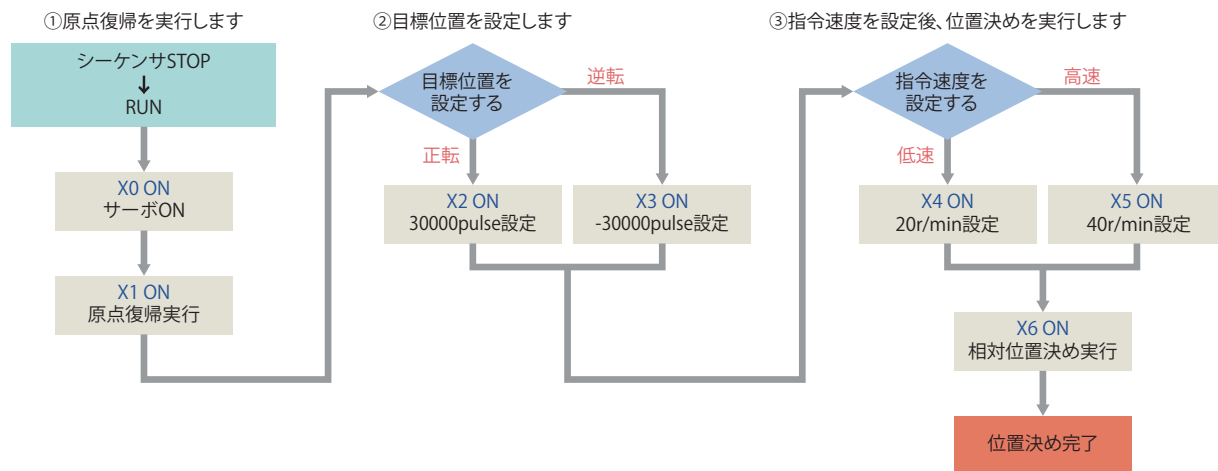 ①原点復帰を実行します
シーケンサSTOP
↓
RUN
X0 ON
サーボON
X1 ON
原点復帰実行
②目標位置を設定します
目標位置を
設定する
逆転
正転
X2 ON
30000pulse設定
X3 ON
-30000pulse設定
③指令速度を設定後、位置決めを実行します
指令速度を
設定する
高速
低速
X4 ON
20r/min設定
X5 ON
40r/min設定
X6 ON
相対位置決め実行
位置決め完了